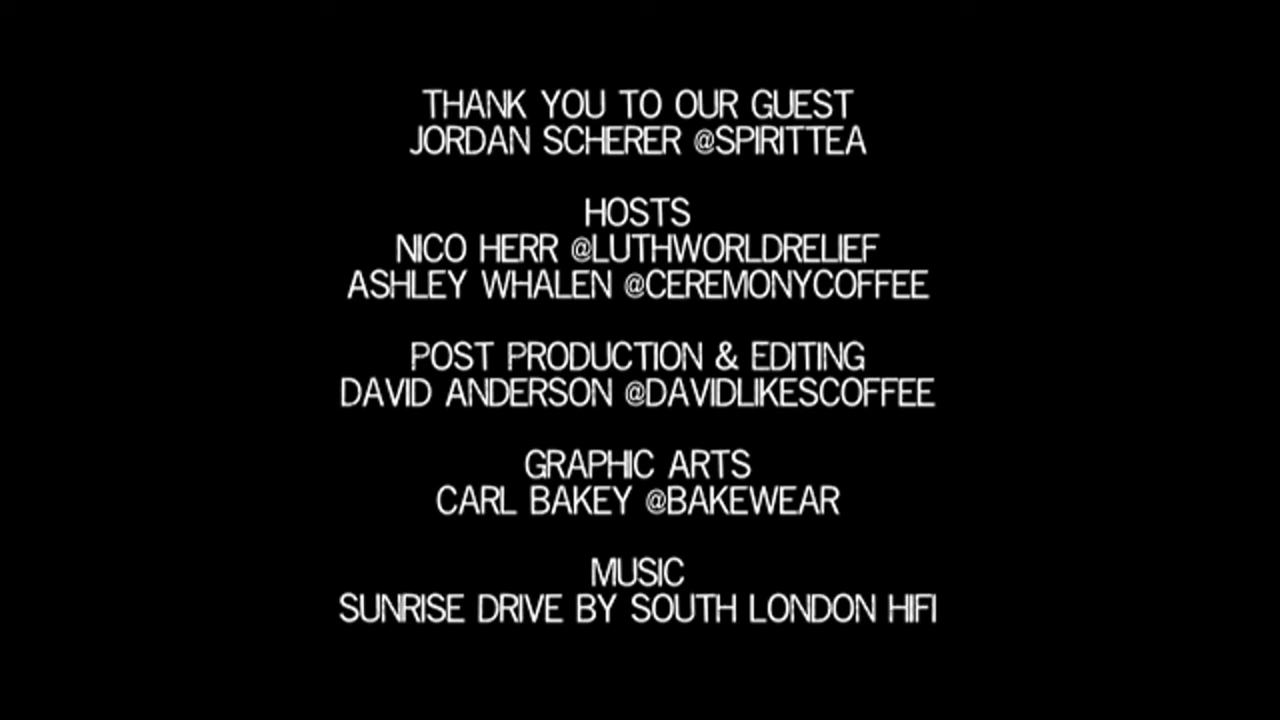 THANK YOU TO OUR GUEST
JORDAN SCHERER @SPIRITTEA
HOSTS
NICO HERR @LUTHWORLDRELIEF
ASHLEY WHALEN @CEREMONYCOFFEE
POST PRODUCTION & EDITING
DAVID ANDERSON @DAVIDLIKESCOFFEE
GRAPHIC ARTS
CARL BAKEY @BAKEWEAR
MUSIC
SUNRISE DRIVE BY SOUTH LONDON HIFI